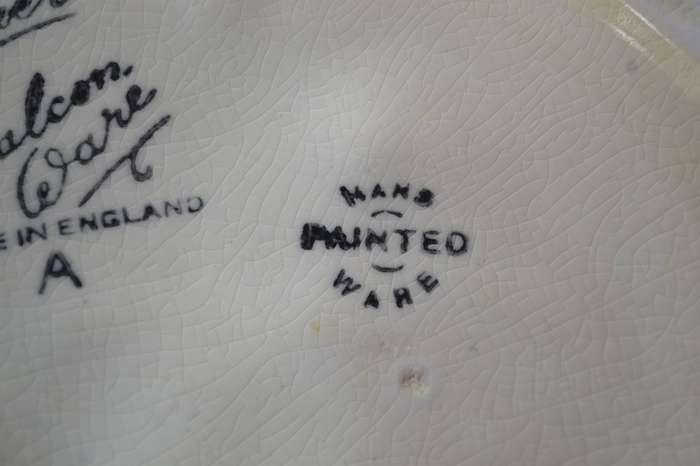 alcon
Ware
E IN ENGLAND
A
HAND
PAINTED
WARE